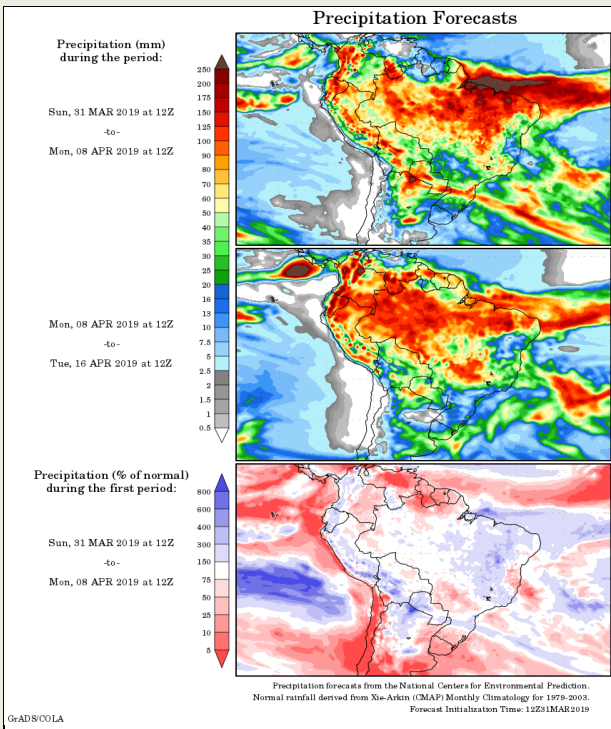 Precipitation Forecasts
Precipitation (mm)
during the period:
Sun, 31 MAR 2019 at 12Z
-to-
Mon, 08 APR 2019 at 12Z
250
200
175
150
125
100
90
80
70
60
50
40
35
30
25
20
16
13
10
7.5
5
2.5
2
1.5
1
0.5
Mon, 08 APR 2019 at 12Z
-to-
Tue, 16 APR 2019 at 12Z
Precipitation (% of normal)
during the first period:
Sun, 31 MAR 2019 at 12Z
-to-
Mon, 08 APR 2019 at 12Z
800
600
400
300
150
75
50
25
10
5
Precipitation forecasts from the National Centers for Environmental Prediction.
Normal rainfall derived from Xie-Arkin (CMAP) Monthly Climatology for 1979-2003.
Forecast Initialization Time: 12Z31MAR2019
GrADS/COLA